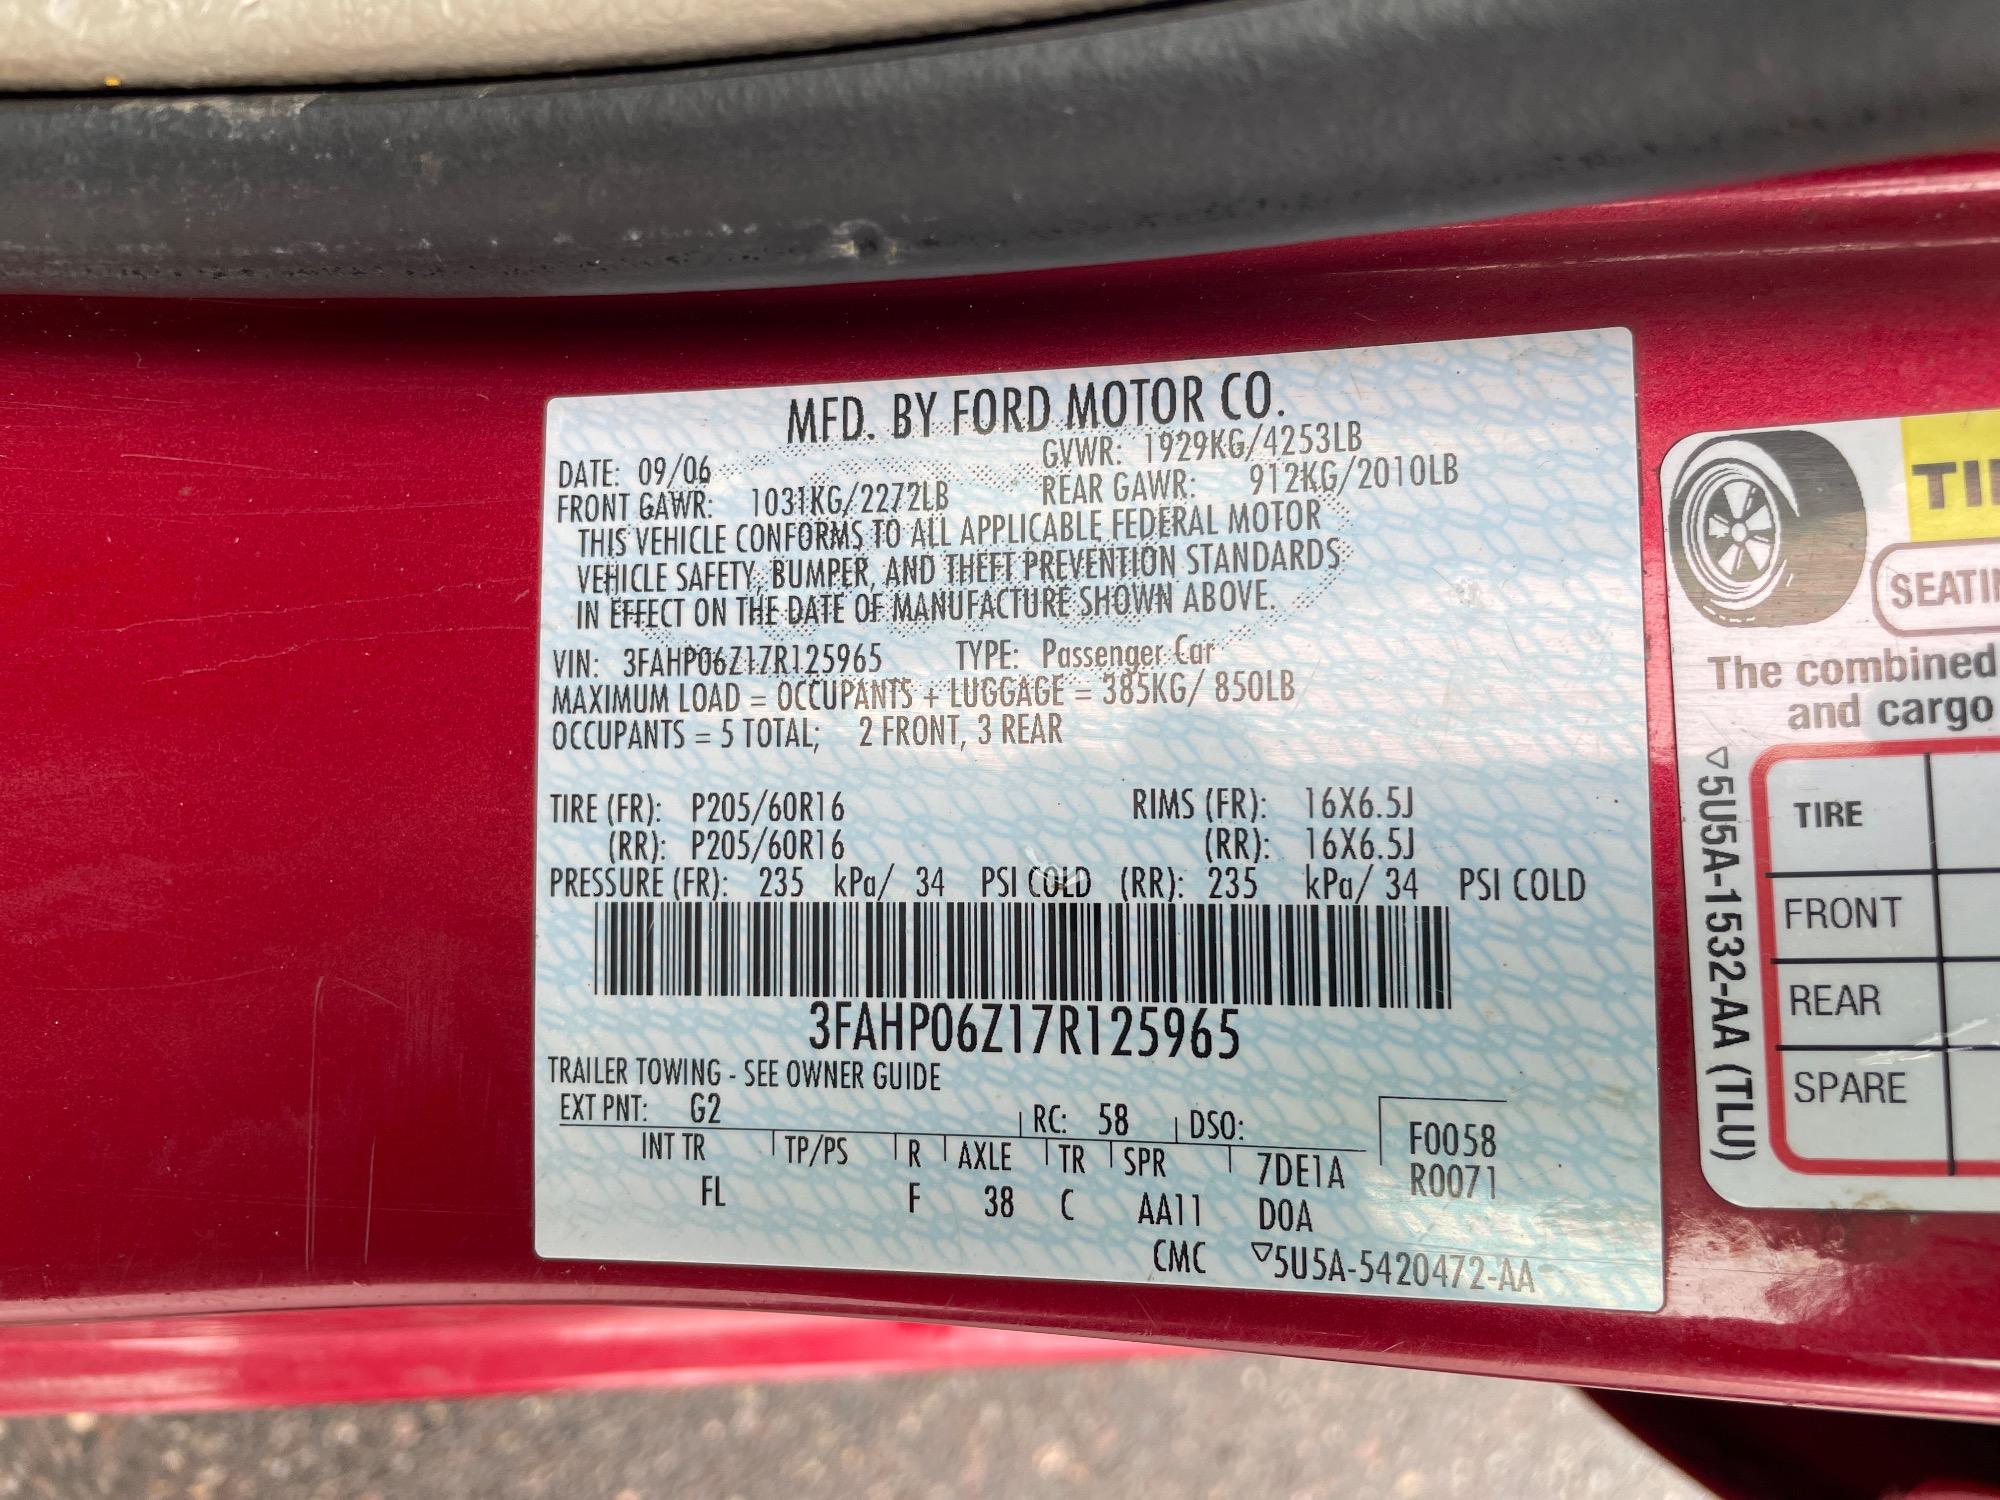 MFD. BY FORD MOTOR CO.
DATE: 09/06 GVWR: 1929KG/4253LB
FRONT GAWR: 1031KG/2272LB REAR GAWR: 912KG/2010LB
THIS VEHICLE CONFORMS TO ALL APPLICABLE FEDERAL MOTOR
VEHICLE SAFETY, BUMPER, AND THEFT PREVENTION STANDARDS
IN EFFECT ON THE DATE OF MANUFACTURE SHOWN ABOVE.
VIN: 3FAHP06Z17R125965 TYPE: Passenger Car
MAXIMUM LOAD = OCCUPANTS + LUGGAGE = 385KG/ 850LB
OCCUPANTS = 5 TOTAL; 2 FRONT, 3 REAR
TIRE (FR): P205/60R16 RIMS (FR): 16X6.5J
(RR): P205/60R16 (RR): 16X6.5J
PRESSURE (FR): 235 kPa/ 34 PSI COLD (RR): 235 kPa/ 34 PSI COLD
3FAHP06Z17R125965
TRAILER TOWING - SEE OWNER GUIDE
EXT PNT: G2 RC: 58 DSO:
INT TR TP/PS R AXLE TR SPR 7DE1A
FL F 38 C AA11 D0A
F0058
R0071
CMC ▽5U5A-5420472-AA
TI
SEATI
The combined
and cargo
▽5U5A-1532-AA (TLU)
TIRE
FRONT
REAR
SPARE